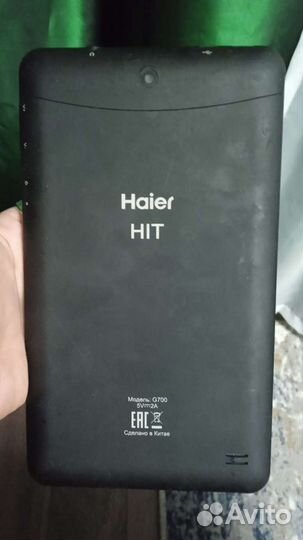 Haier
HIT
Модель: G700
5V⎓2A
EAC
Сделано в Китае
Avito